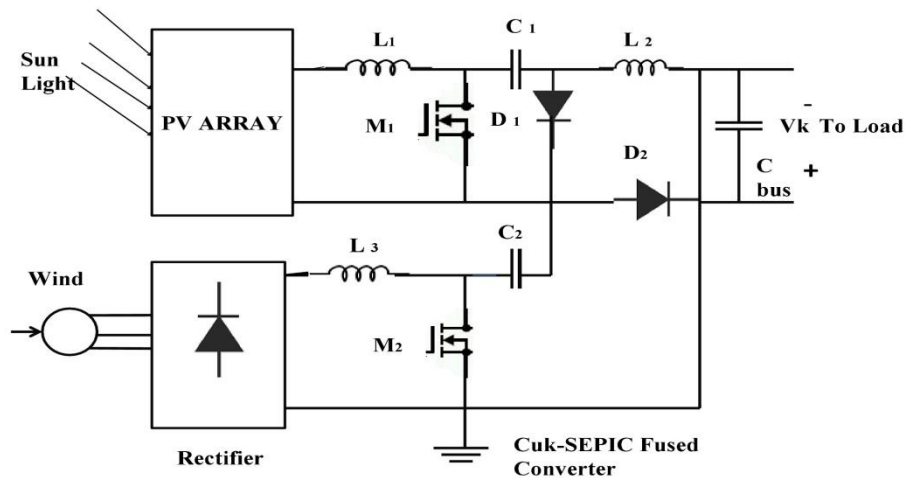 Sun
Light
PV ARRAY
L1
C 1
L 2
M1
D 1
D2
-
Vk To Load
C
bus
+
Wind
L 3
C2
M2
Rectifier
Cuk-SEPIC Fused
Converter